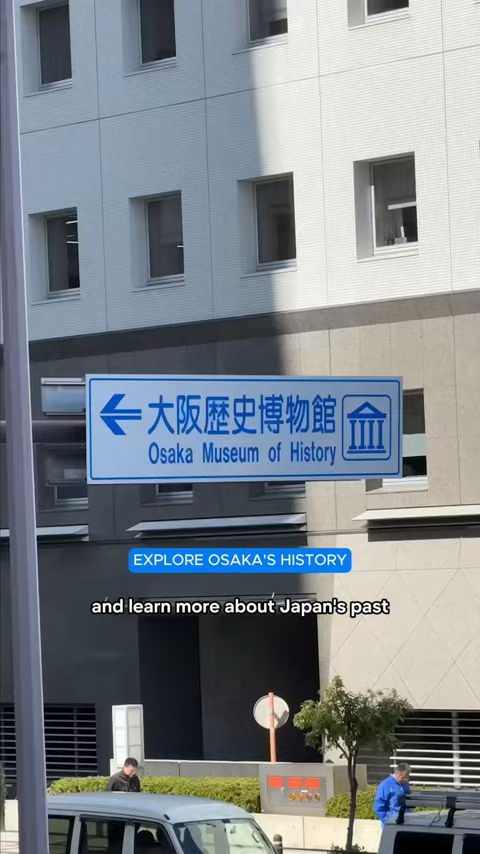 大阪歴史博物館
Osaka Museum of History
EXPLORE OSAKA'S HISTORY
and learn more about Japan's past